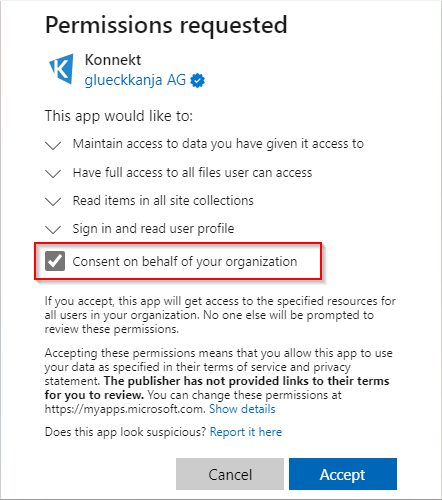 Permissions requested
Konnekt
glueckkanja AG
This app would like to:
Maintain access to data you have given it access to
Have full access to all files user can access
Read items in all site collections
Sign in and read user profile
Consent on behalf of your organization
If you accept, this app will get access to the specified resources for
all users in your organization. No one else will be prompted to
review these permissions.
Accepting these permissions means that you allow this app to use
your data as specified in their terms of service and privacy
statement. The publisher has not provided links to their terms
for you to review. You can change these permissions at
https://myapps.microsoft.com. Show details
Does this app look suspicious? Report it here
Cancel
Accept